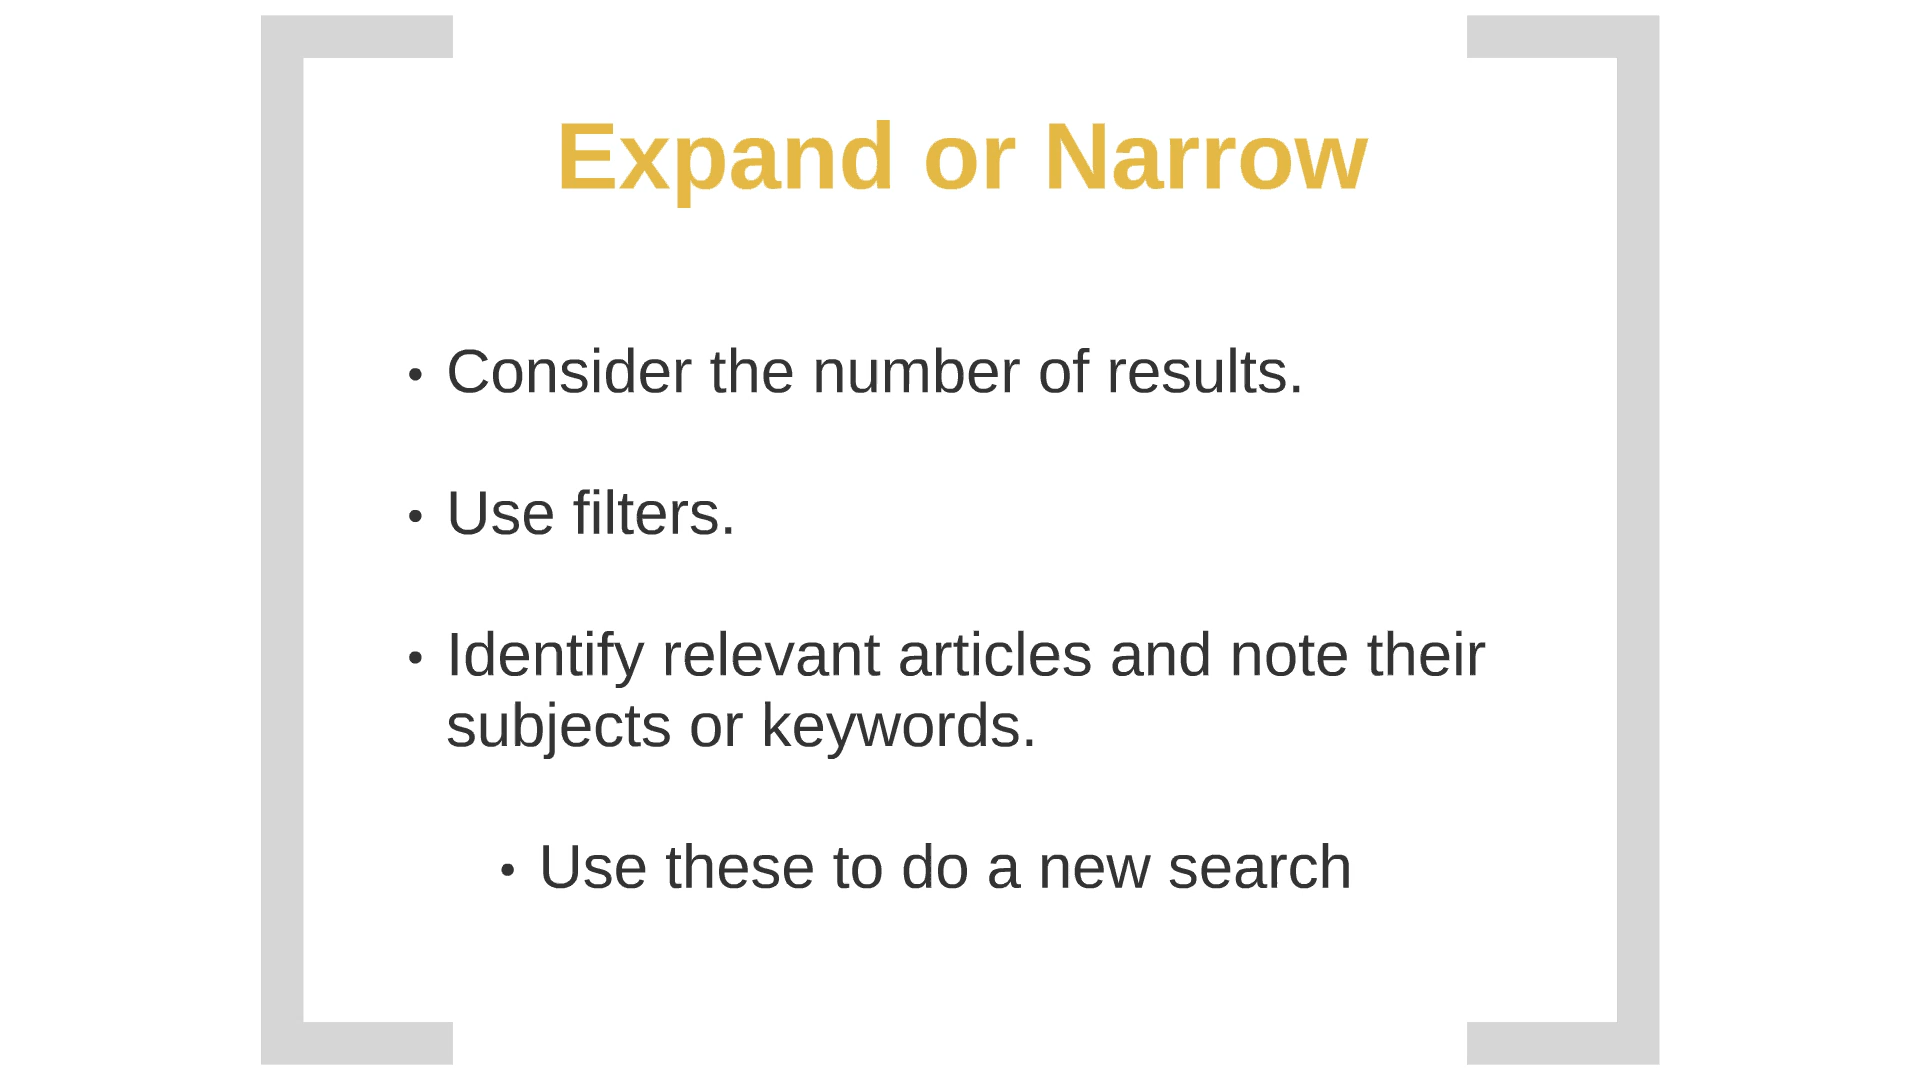 Expand or Narrow
• Consider the number of results.
• Use filters.
• Identify relevant articles and note their
subjects or keywords.
• Use these to do a new search